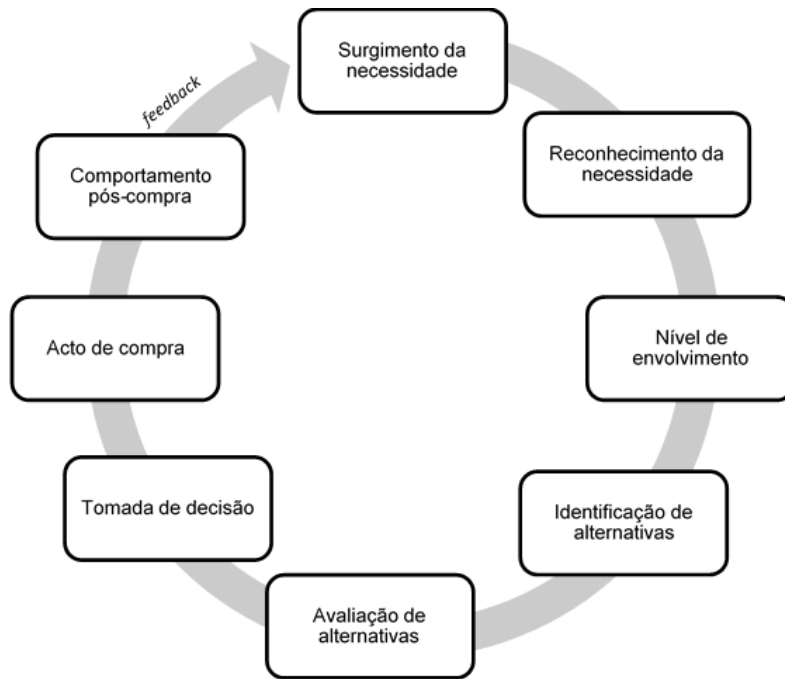 Surgimento da
necessidade
Reconhecimento da
necessidade
Nível de
envolvimento
Identificação de
alternativas
Avaliação de
alternativas
Tomada de decisão
Acto de compra
Comportamento
pós-compra
feedback